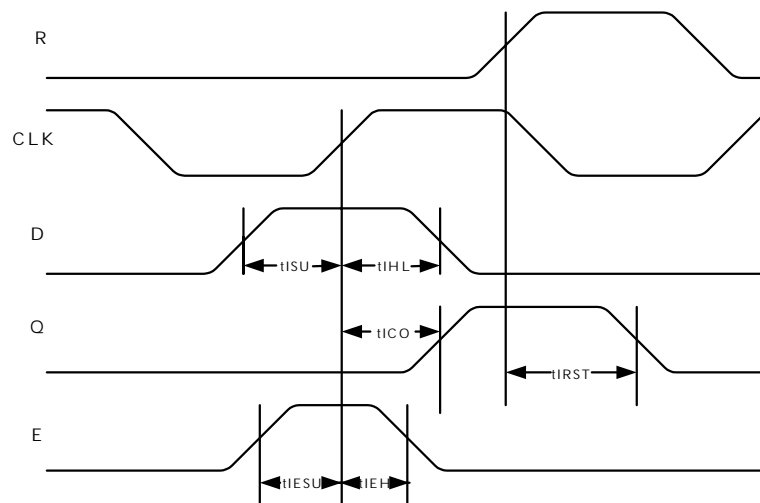 R
CLK
D
tISU
tIHL
Q
tICO
tIRST
E
tIESU
tIEH